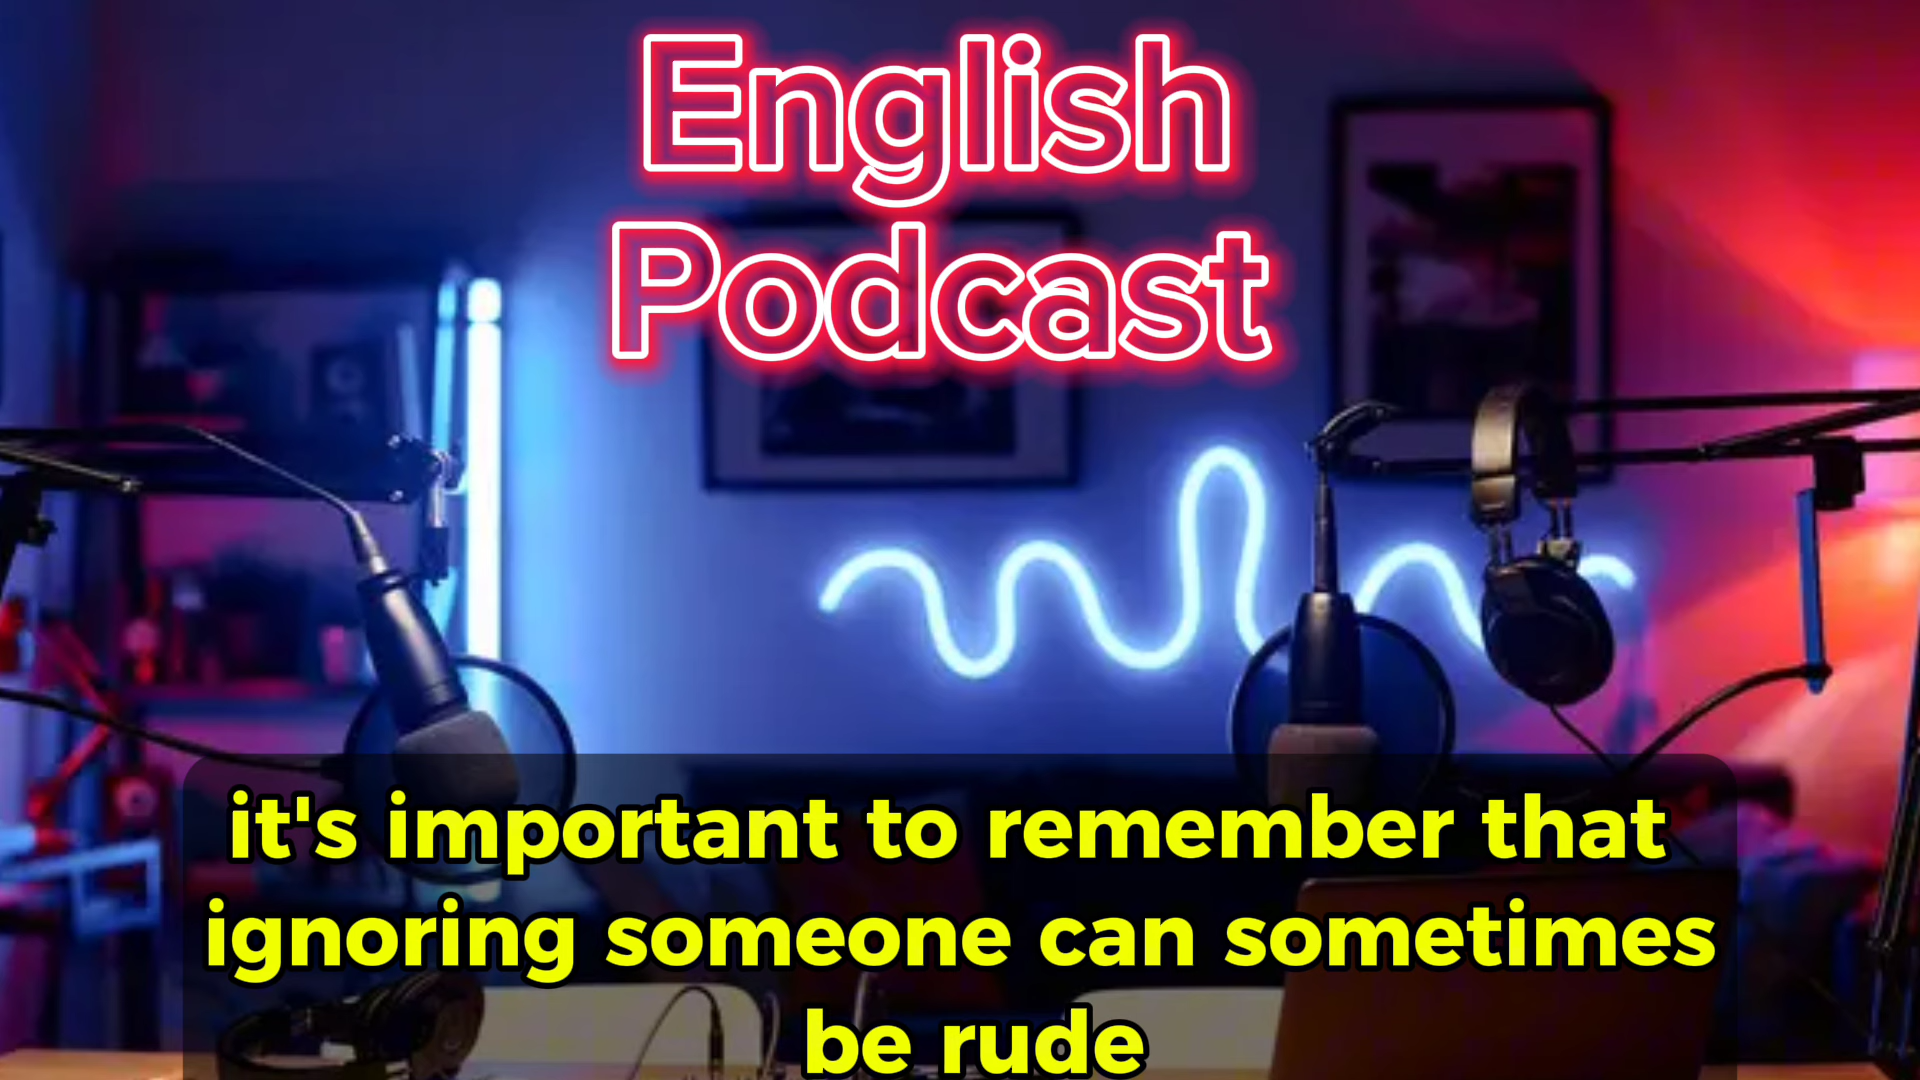 English
Podcast
it's important to remember that
ignoring someone can sometimes
be rude